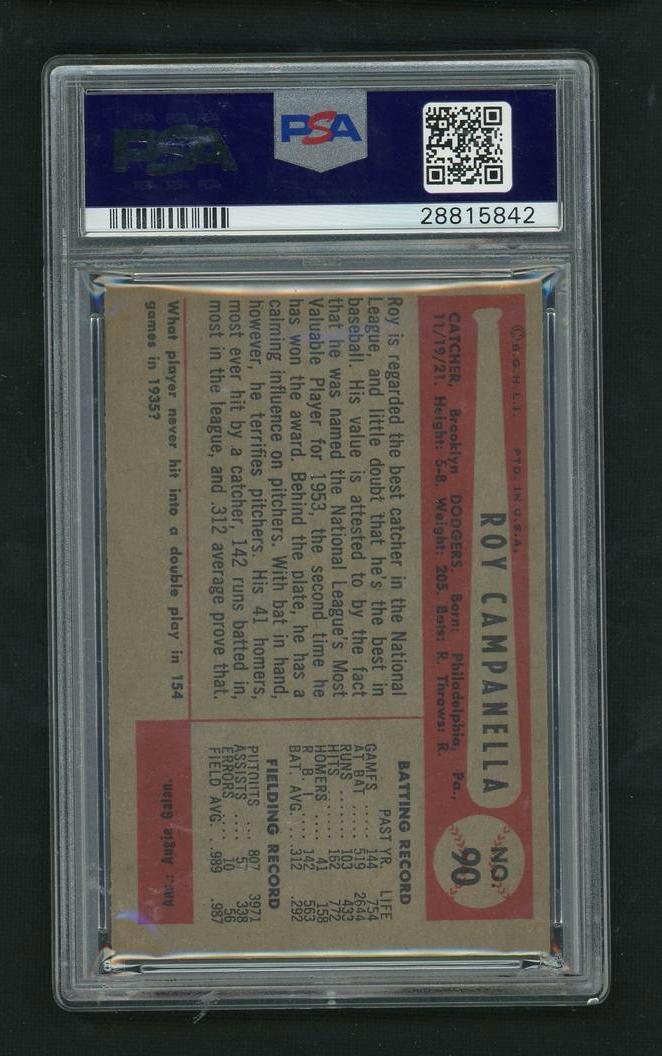 PSA
28815842
© B.G.H.L.I. PTD. IN U.S.A.
ROY CAMPANELLA
NO.
90
CATCHER, Brooklyn DODGERS. Born: Philadelphia, Pa.,
11/19/21. Height: 5-8. Weight: 205. Bats: R. Throws: R.
Roy is regarded the best catcher in the National
League, and little doubt that he's the best in
baseball. His value is attested to by the fact
that he was named the National League's Most
Valuable Player for 1953, the second time he
has won the award. Behind the plate, he has a
calming influence on pitchers. With bat in hand,
however, he terrifies pitchers. His 41 homers,
most ever hit by a catcher, 142 runs batted in,
most in the league, and .312 average prove that.
BATTING RECORD
PAST YR. LIFE
GAMES .... 144 754
AT BAT .... 519 2644
RUNS ...... 103 433
HITS ...... 162 772
HOMERS .... 41 158
R. B. I. .... 142 563
BAT. AVG. ... .312 .292
FIELDING RECORD
PUTOUTS .. 807 3971
ASSISTS .... 57 338
ERRORS .... 10 56
FIELD AVG. .. .989 .987
What player never hit into a double play in 154
games in 1935?
Ans.: Augie Galan.